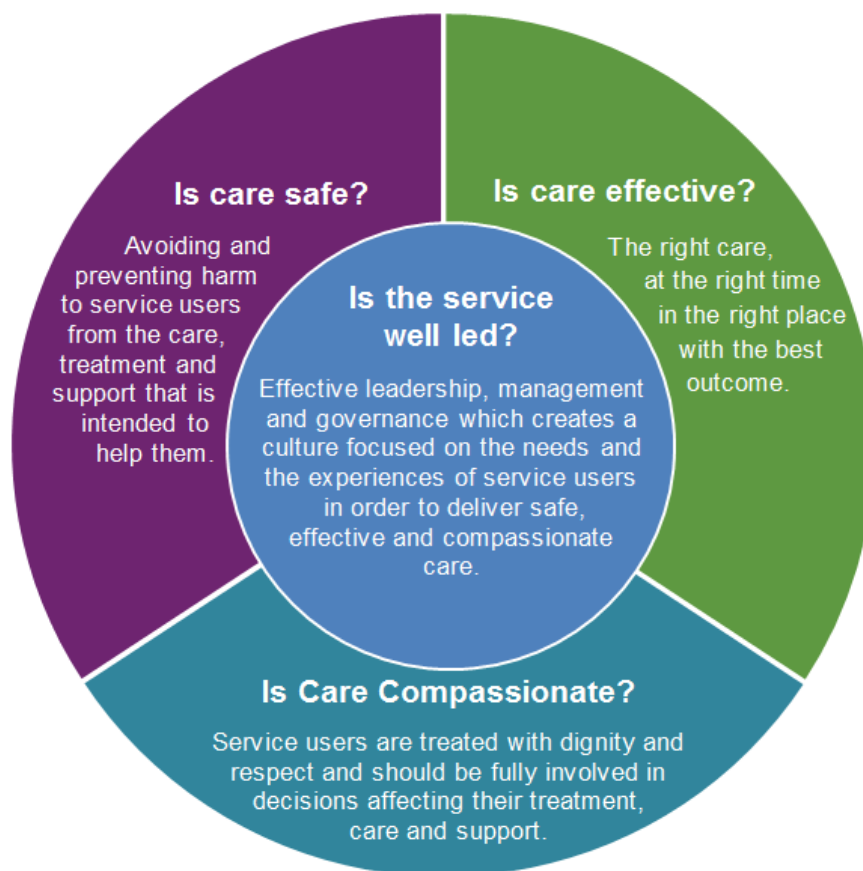 Is care safe?
Avoiding and
preventing harm
to service users
from the care,
treatment and
support that is
intended to
help them.
Is care effective?
The right care,
at the right time
in the right place
with the best
outcome.
Is the service
well led?
Effective leadership, management
and governance which creates a
culture focused on the needs and
the experiences of service users
in order to deliver safe,
effective and compassionate
care.
Is Care Compassionate?
Service users are treated with dignity and
respect and should be fully involved in
decisions affecting their treatment,
care and support.